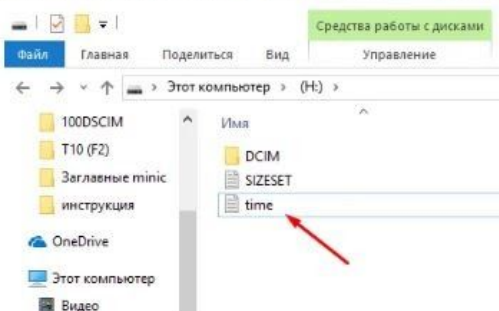 Средства работы с дисками
Файл Главная Поделиться Вид Управление
Этот компьютер > (H:) >
100DSCIM
T10 (F2)
Заглавные minic
инструкция
OneDrive
Этот компьютер
Видео
Имя
DCIM
SIZESET
time